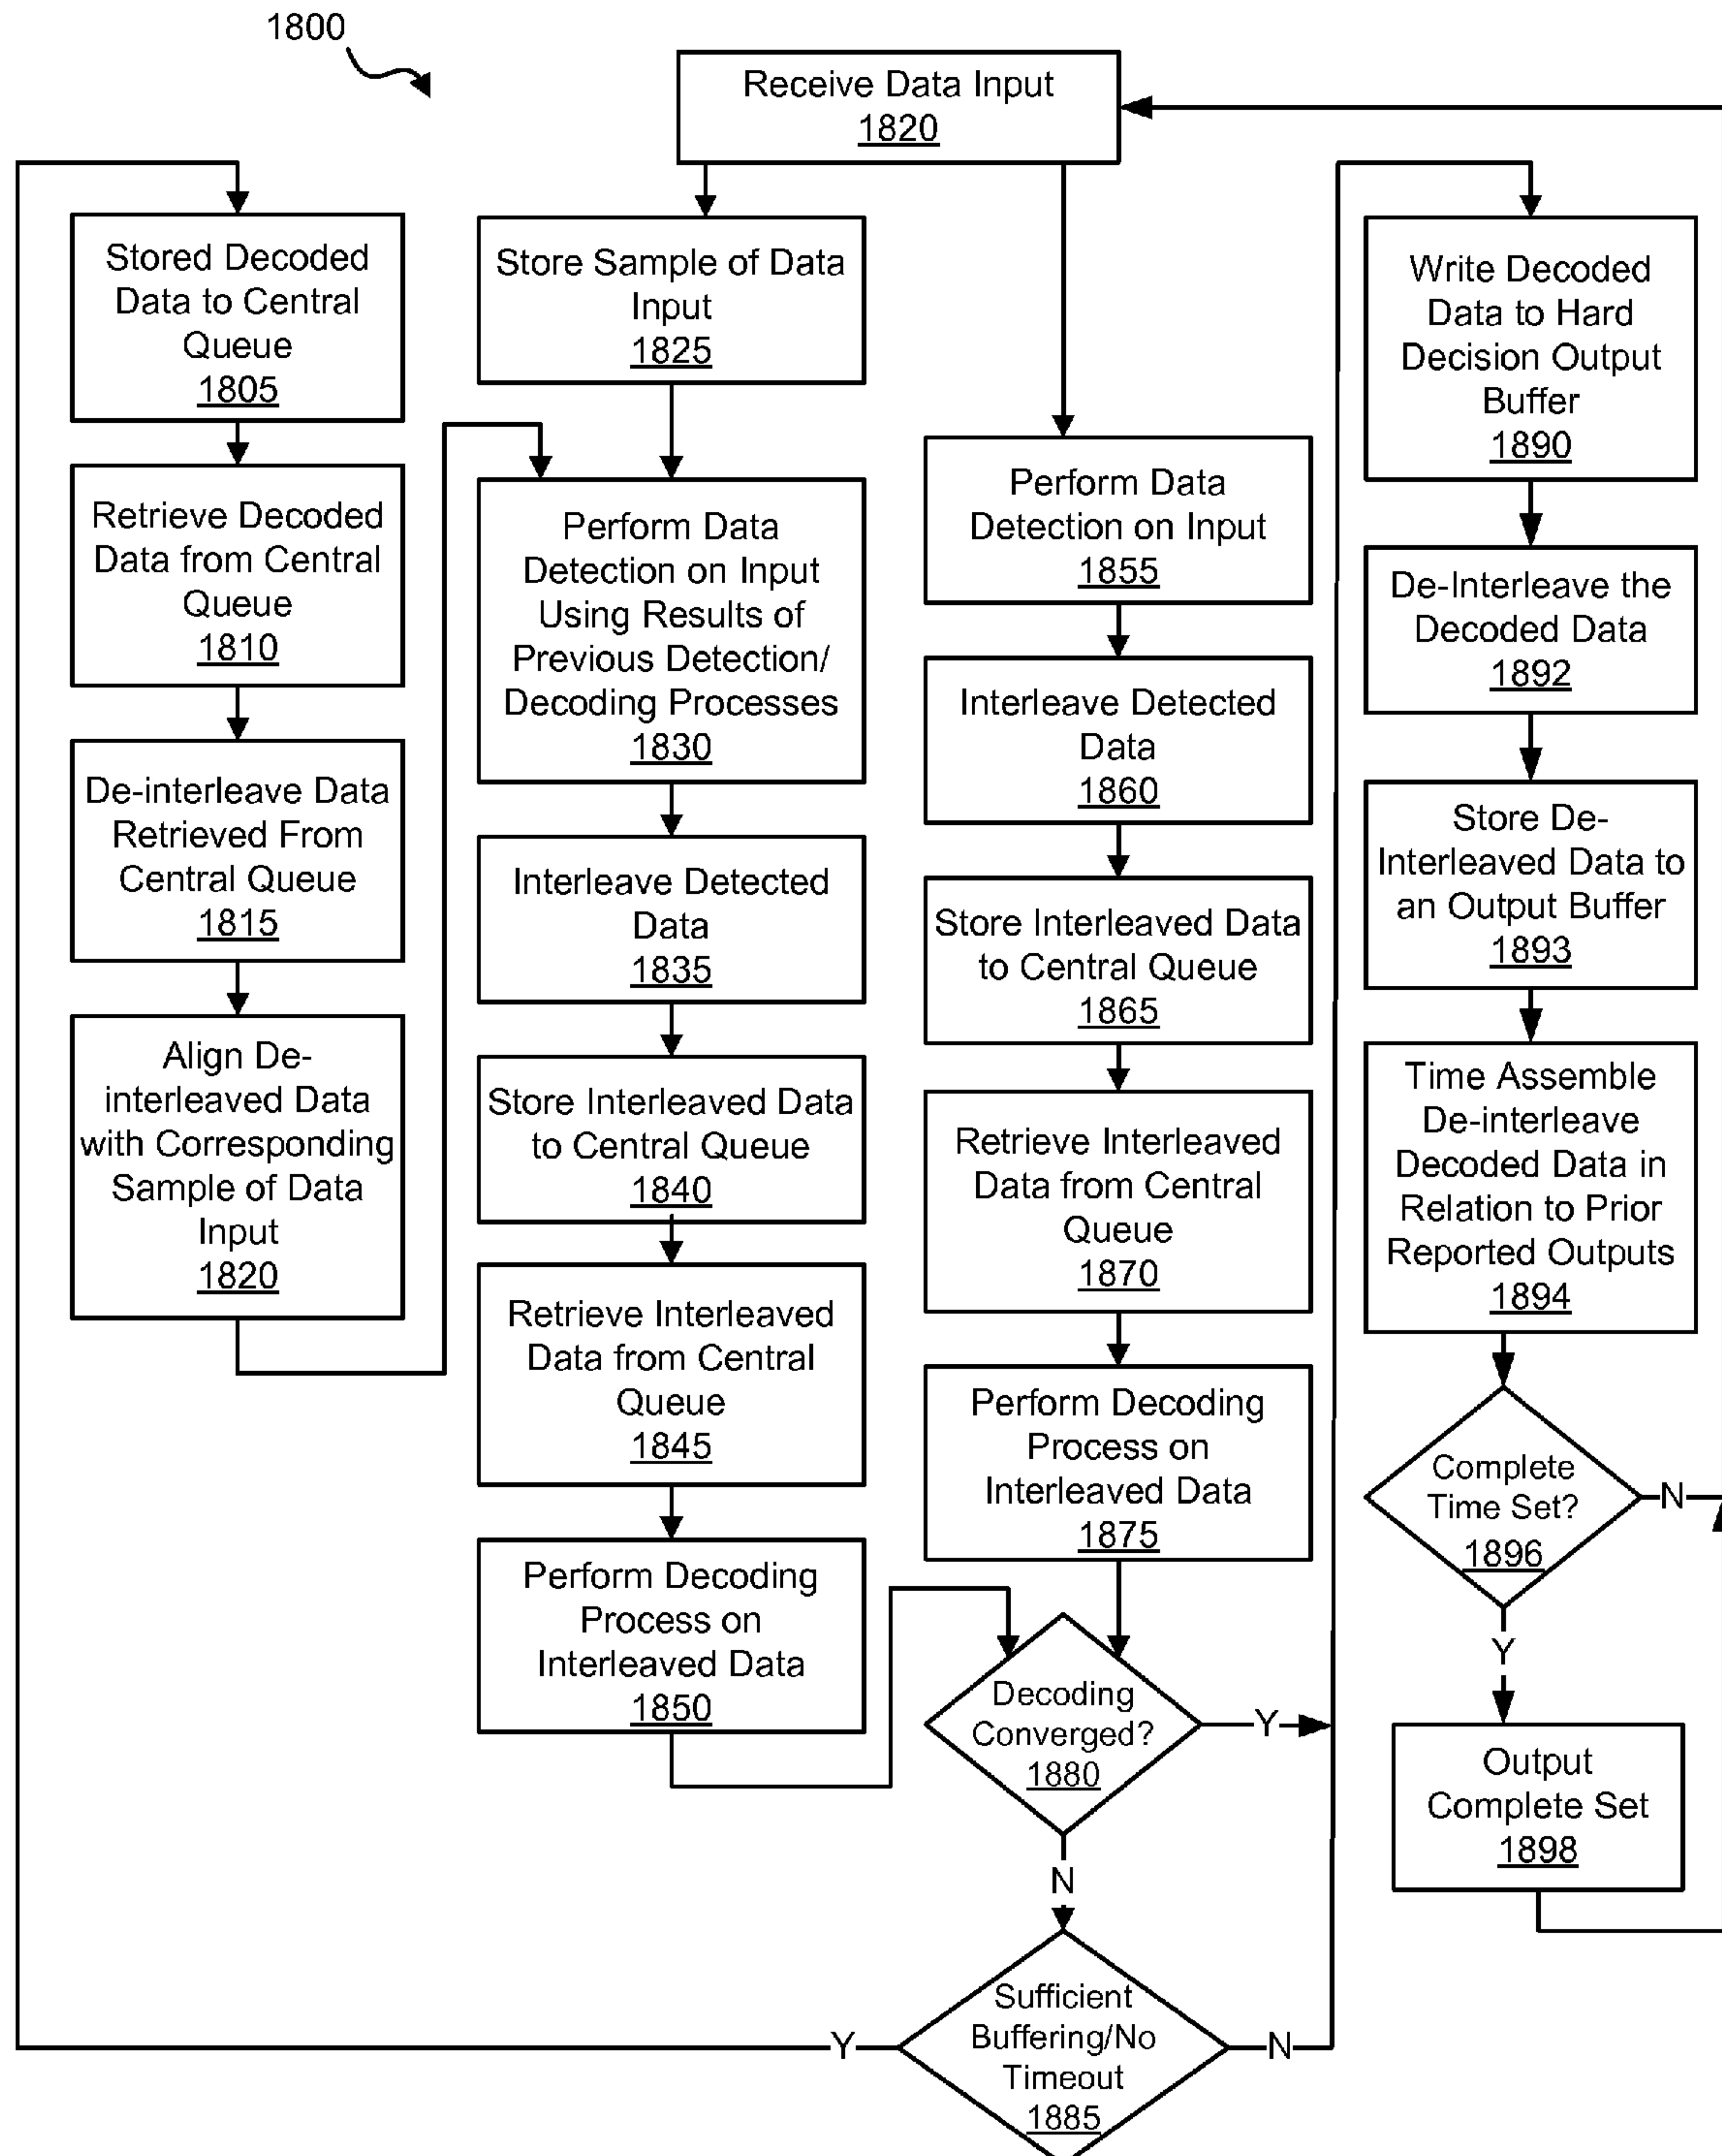 1800
Receive Data Input
1820
Stored Decoded
Data to Central
Queue
1805
Retrieve Decoded
Data from Central
Queue
1810
De-interleave Data
Retrieved From
Central Queue
1815
Align De-
interleaved Data
with Corresponding
Sample of Data
Input
1820
Store Sample of Data
Input
1825
Perform Data
Detection on Input
Using Results of
Previous Detection/
Decoding Processes
1830
Interleave Detected
Data
1835
Store Interleaved Data
to Central Queue
1840
Retrieve Interleaved
Data from Central
Queue
1845
Perform Decoding
Process on
Interleaved Data
1850
Perform Data
Detection on Input
1855
Interleave Detected
Data
1860
Store Interleaved Data
to Central Queue
1865
Retrieve Interleaved
Data from Central
Queue
1870
Perform Decoding
Process on
Interleaved Data
1875
Decoding
Converged?
1880
Y
N
Sufficient
Buffering/No
Timeout
1885
Y
N
Write Decoded
Data to Hard
Decision Output
Buffer
1890
De-Interleave the
Decoded Data
1892
Store De-
Interleaved Data to
an Output Buffer
1893
Time Assemble
De-interleave
Decoded Data in
Relation to Prior
Reported Outputs
1894
Complete
Time Set?
1896
N
Y
Output
Complete Set
1898